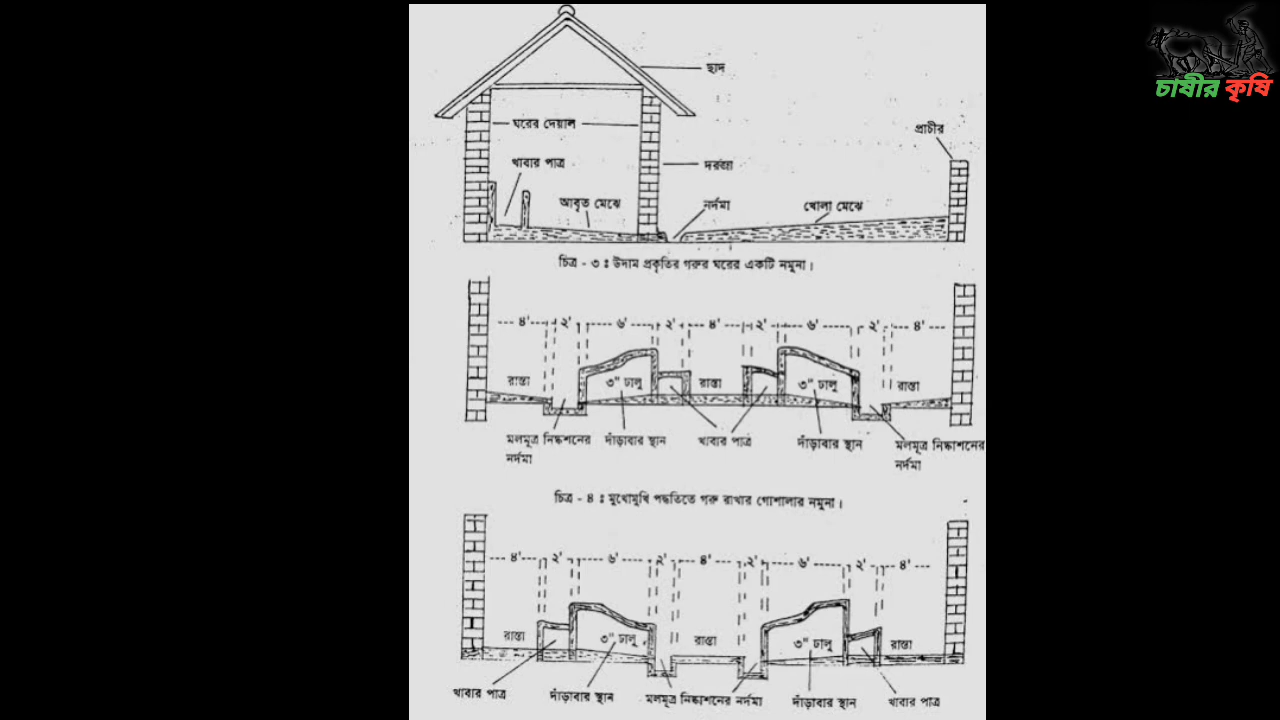 চাষীর কৃষি
ছাদ
ঘরের দেয়াল
প্রাচীর
খাবার পাত্র
দরজা
আবৃত মেঝে
নর্দমা
খোলা মেঝে
চিত্র - ৩ ঃ উদাম প্রকৃতির গরুর ঘরের একটি নমুনা।
৪' ২' ৬' ২' ৪' ২' ৬' ২' ৪'
রাস্তা ৩" ঢালু রাস্তা ৩" ঢালু রাস্তা
মলমূত্র নিষ্কাশনের নর্দমা দাঁড়াবার স্থান খাবার পাত্র দাঁড়াবার স্থান মলমূত্র নিষ্কাশনের নর্দমা
চিত্র - ৪ ঃ মুখোমুখি পদ্ধতিতে গরু রাখার গোশালার নমুনা।
৪' ২' ৬' ২' ৪' ২' ৬' ২' ৪'
রাস্তা ৩" ঢালু রাস্তা ৩" ঢালু রাস্তা
খাবার পাত্র দাঁড়াবার স্থান মলমূত্র নিষ্কাশনের নর্দমা দাঁড়াবার স্থান খাবার পাত্র